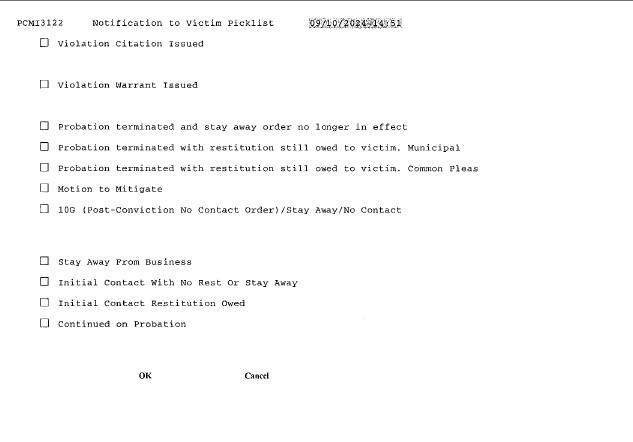 PCMI3122 Notification to Victim Picklist 09/10/2024 14:51
Violation Citation Issued
Violation Warrant Issued
Probation terminated and stay away order no longer in effect
Probation terminated with restitution still owed to victim. Municipal
Probation terminated with restitution still owed to victim. Common Pleas
Motion to Mitigate
10G (Post-Conviction No Contact Order)/Stay Away/No Contact
Stay Away From Business
Initial Contact With No Rest Or Stay Away
Initial Contact Restitution Owed
Continued on Probation
OK Cancel